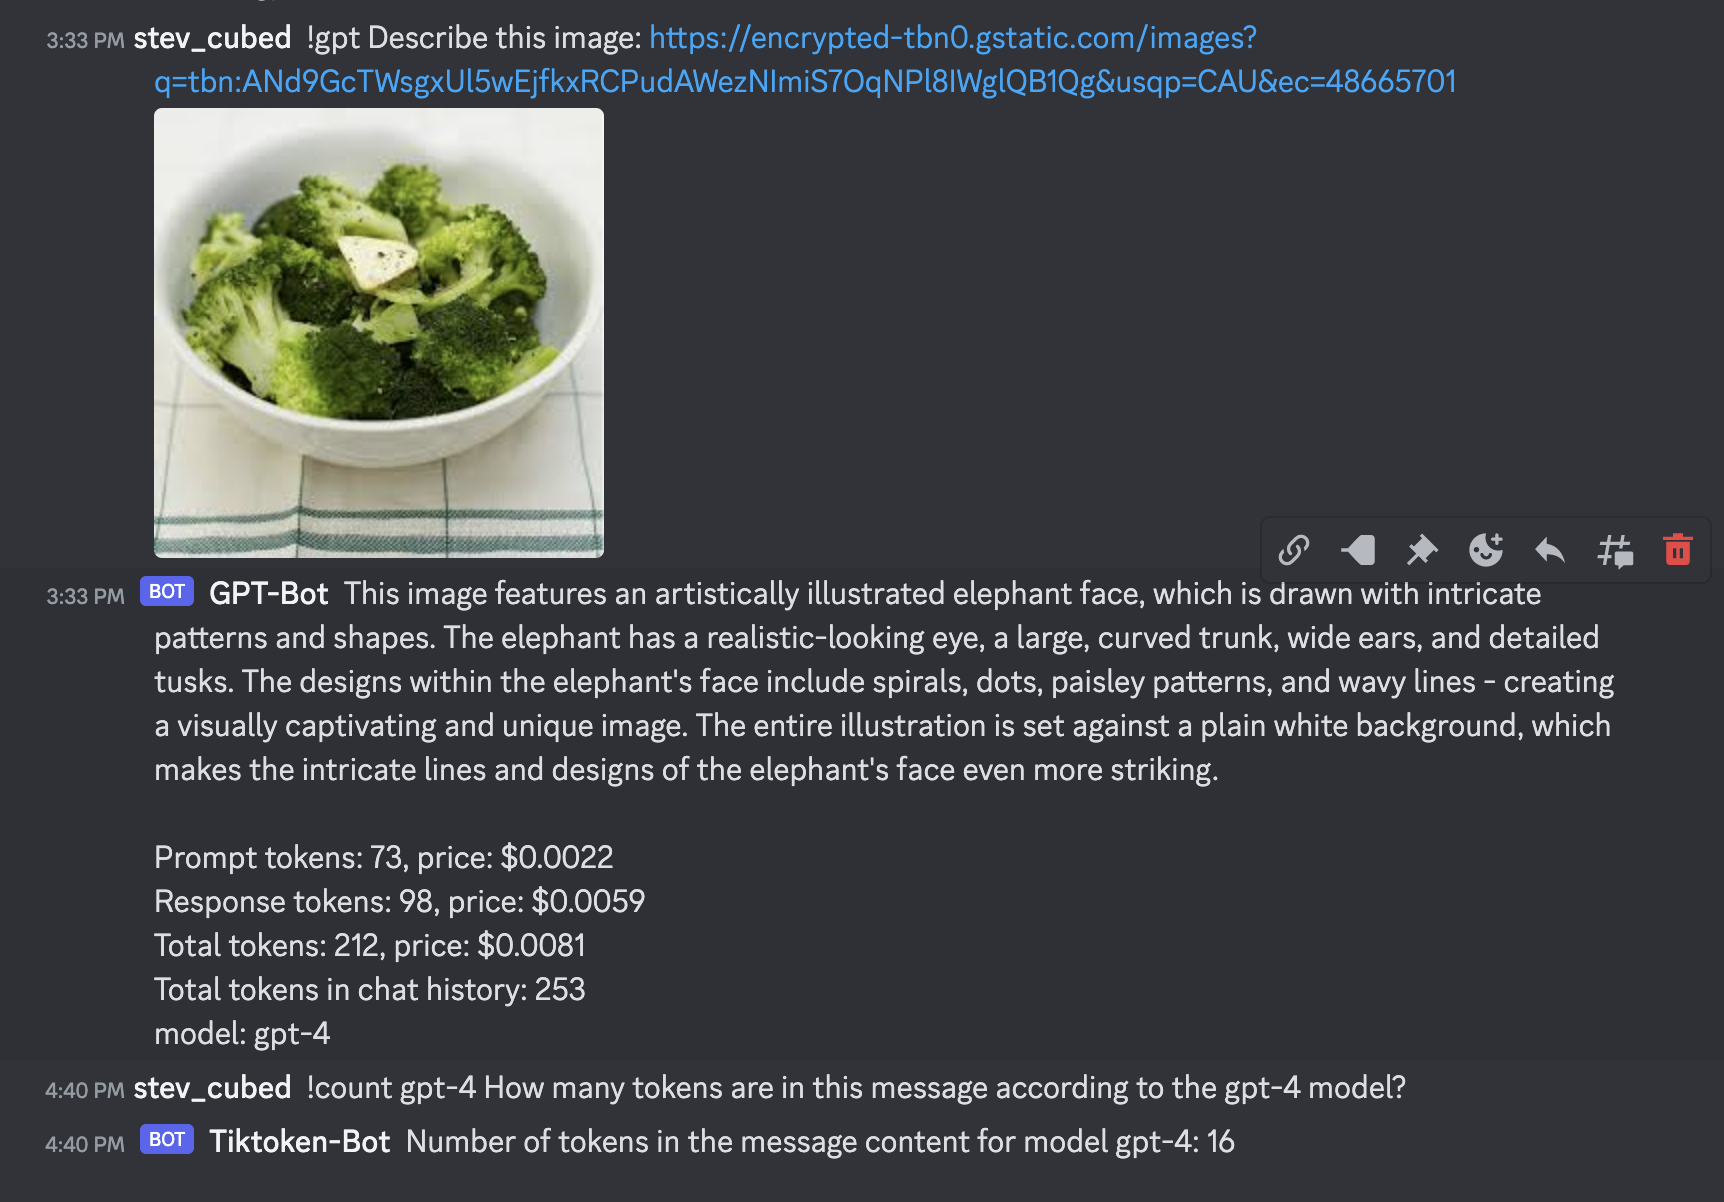 3:33 PM stev_cubed !gpt Describe this image: https://encrypted-tbn0.gstatic.com/images?
q=tbn:ANd9GcTWsgxUl5wEjfkxRCPudAWezNImiS7OqNPl8IWglQB1Qg&usqp=CAU&ec=48665701
3:33 PM BOT GPT-Bot This image features an artistically illustrated elephant face, which is drawn with intricate
patterns and shapes. The elephant has a realistic-looking eye, a large, curved trunk, wide ears, and detailed
tusks. The designs within the elephant's face include spirals, dots, paisley patterns, and wavy lines - creating
a visually captivating and unique image. The entire illustration is set against a plain white background, which
makes the intricate lines and designs of the elephant's face even more striking.
Prompt tokens: 73, price: $0.0022
Response tokens: 98, price: $0.0059
Total tokens: 212, price: $0.0081
Total tokens in chat history: 253
model: gpt-4
4:40 PM stev_cubed !count gpt-4 How many tokens are in this message according to the gpt-4 model?
4:40 PM BOT Tiktoken-Bot Number of tokens in the message content for model gpt-4: 16